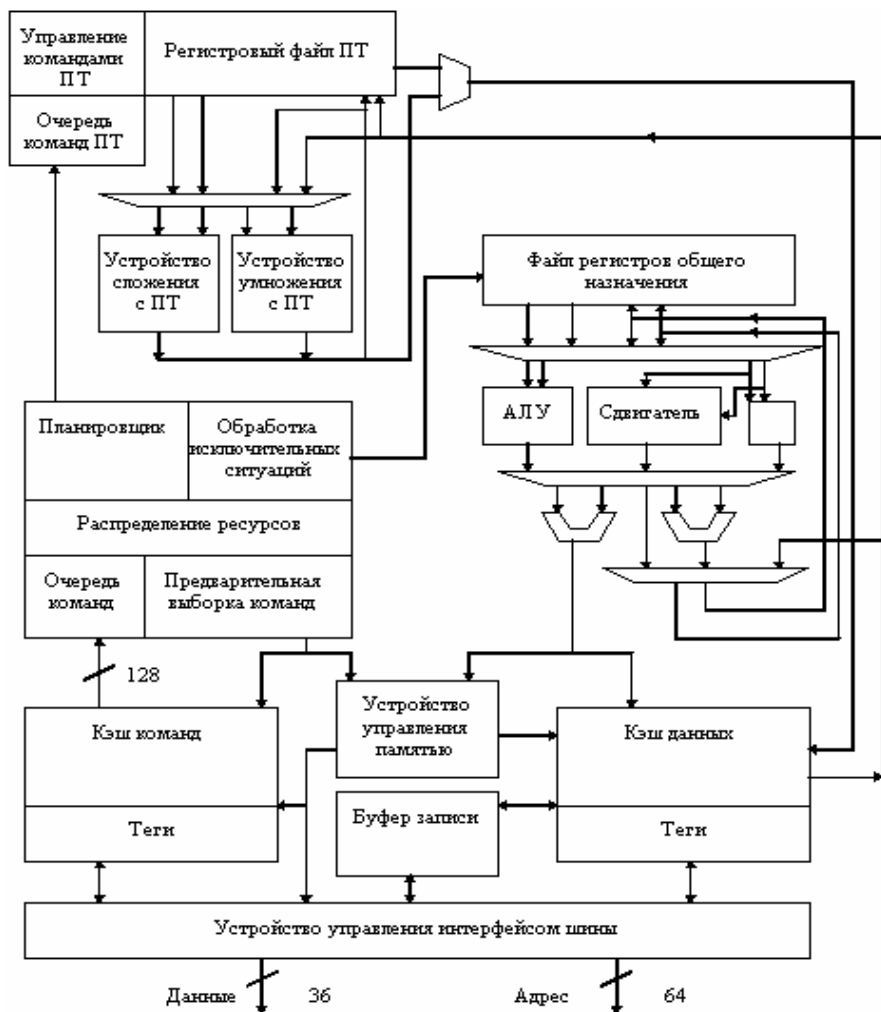 Управление
командами
ПТ
Регистровый файл ПТ
Очередь
команд ПТ
Устройство
сложения
с ПТ
Устройство
умножения
с ПТ
Файл регистров общего
назначения
АЛУ
Сдвигатель
Планировщик
Обработка
исключительных
ситуаций
Распределение ресурсов
Очередь
команд
Предварительная
выборка команд
128
Устройство
управления
памятью
Кэш команд
Кэш данных
Теги
Буфер записи
Теги
Устройство управления интерфейсом шины
Данные 36
Адрес 64